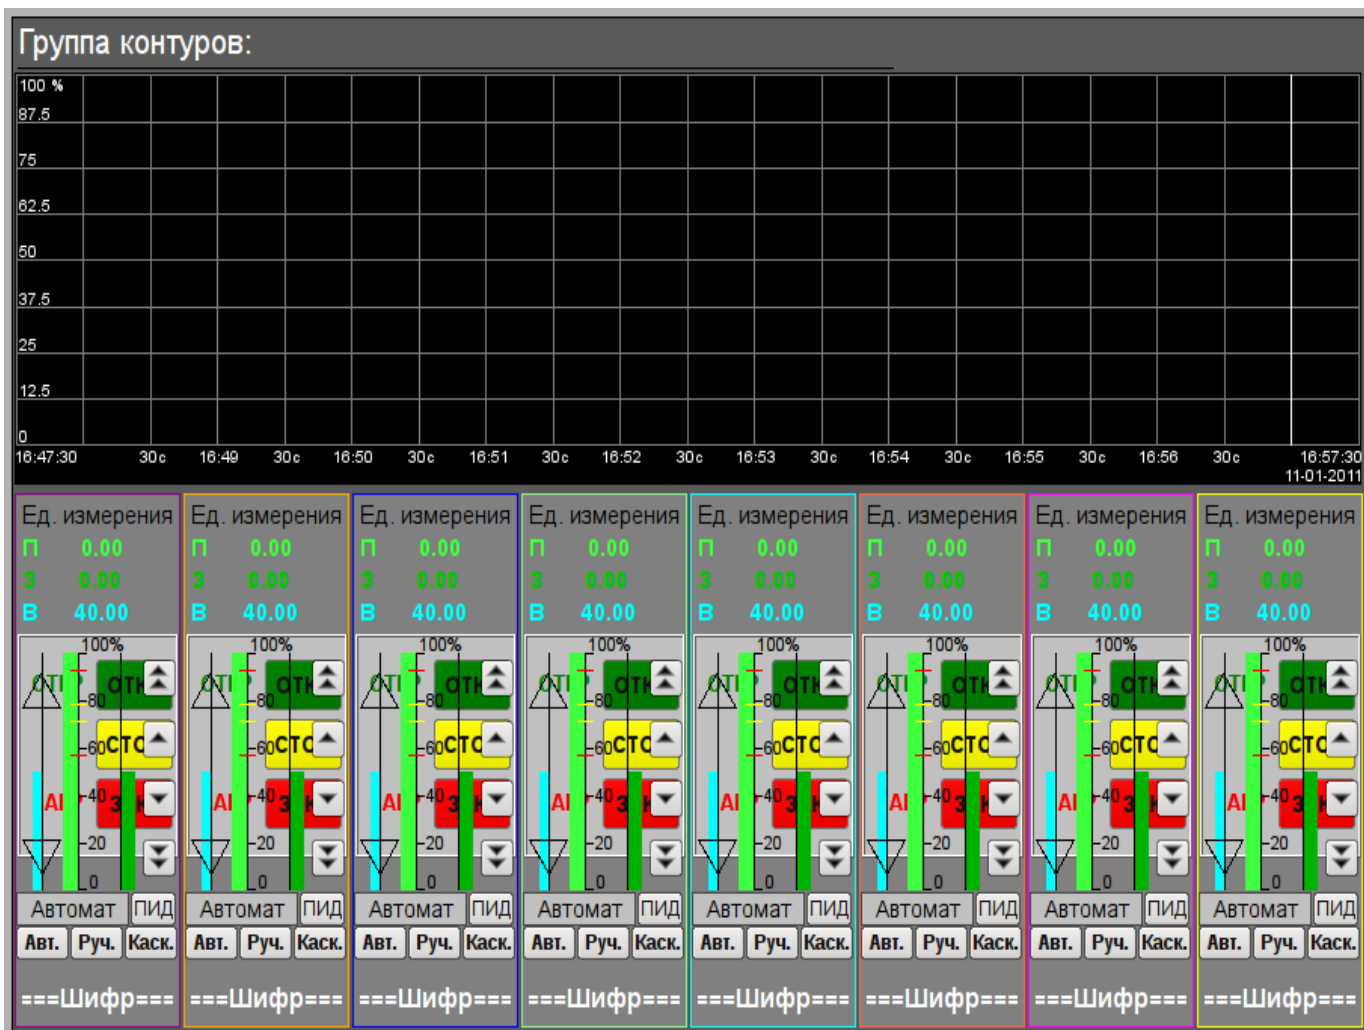 Группа контуров:
100 %
87.5
75
62.5
50
37.5
25
12.5
0
16:47:30 30с 16:49 30с 16:50 30с 16:51 30с 16:52 30с 16:53 30с 16:54 30с 16:55 30с 16:56 30с 16:57:30
11-01-2011
Ед. измерения Ед. измерения Ед. измерения Ед. измерения Ед. измерения Ед. измерения Ед. измерения Ед. измерения
П 0.00 П 0.00 П 0.00 П 0.00 П 0.00 П 0.00 П 0.00 П 0.00
З 0.00 З 0.00 З 0.00 З 0.00 З 0.00 З 0.00 З 0.00 З 0.00
В 40.00 В 40.00 В 40.00 В 40.00 В 40.00 В 40.00 В 40.00 В 40.00
100% 100% 100% 100% 100% 100% 100% 100%
80 80 80 80 80 80 80 80
60 60 60 60 60 60 60 60
40 40 40 40 40 40 40 40
20 20 20 20 20 20 20 20
0 0 0 0 0 0 0 0
Автомат ПИД Автомат ПИД Автомат ПИД Автомат ПИД Автомат ПИД Автомат ПИД Автомат ПИД Автомат ПИД
Авт. Руч. Каск. Авт. Руч. Каск. Авт. Руч. Каск. Авт. Руч. Каск. Авт. Руч. Каск. Авт. Руч. Каск. Авт. Руч. Каск. Авт. Руч. Каск.
===Шифр=== ===Шифр=== ===Шифр=== ===Шифр=== ===Шифр=== ===Шифр=== ===Шифр=== ===Шифр===